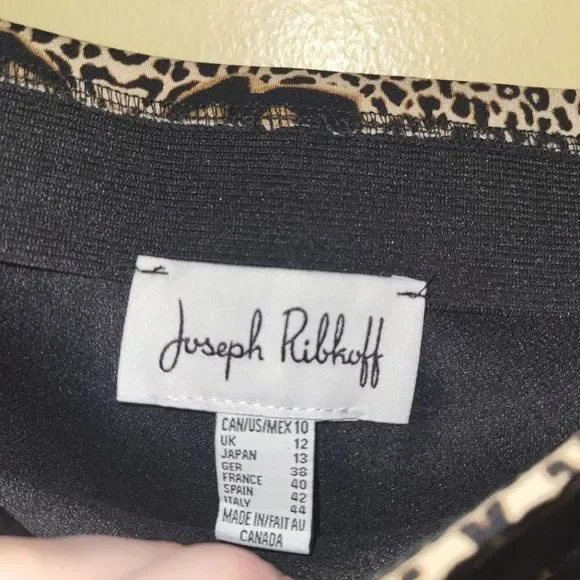 Joseph Ribkoff
CAN/US/MEX 10
UK 12
JAPAN 13
GER 38
FRANCE 40
SPAIN 42
ITALY 44
MADE IN/FAIT AU
CANADA